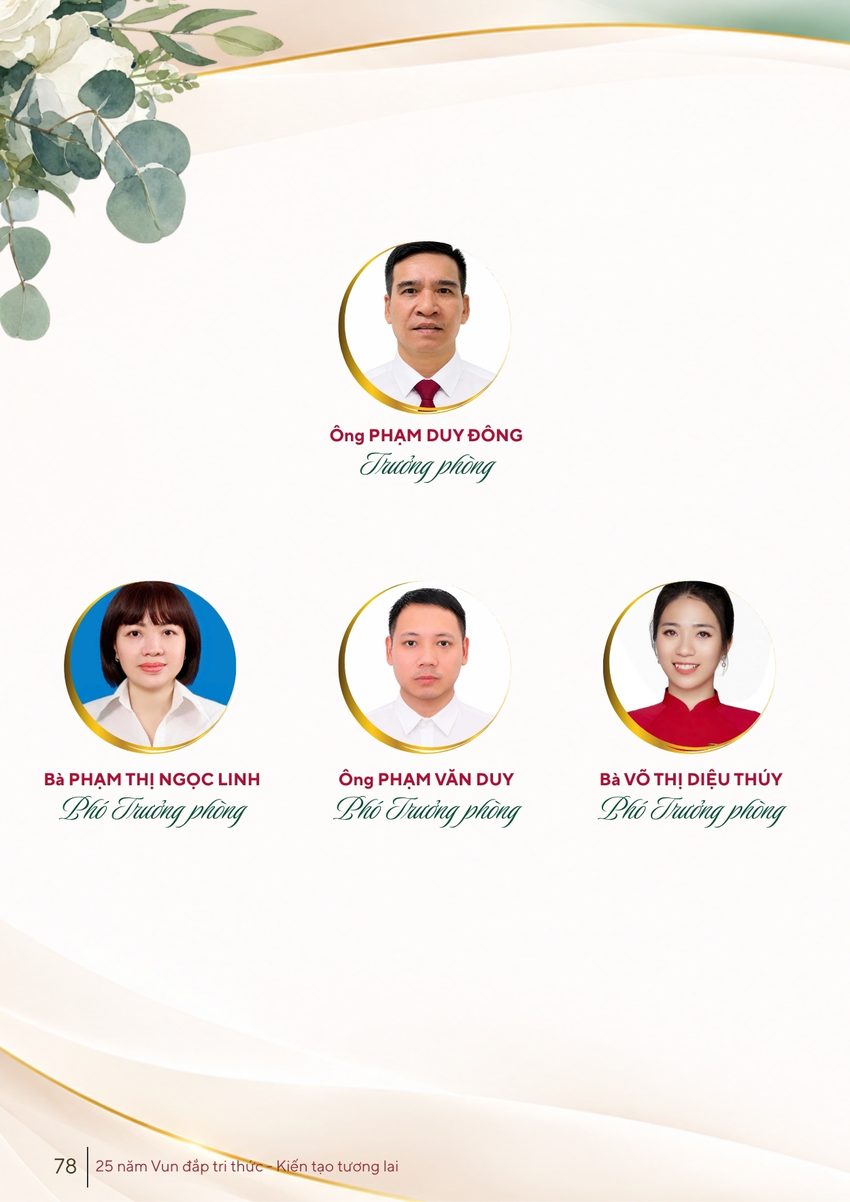 Ông PHẠM DUY ĐÔNG
Trưởng phòng
Bà PHẠM THỊ NGỌC LINH
Phó Trưởng phòng
Ông PHẠM VĂN DUY
Phó Trưởng phòng
Bà VÕ THỊ DIỆU THÚY
Phó Trưởng phòng
78
25 năm Vun đắp tri thức - Kiến tạo tương lai